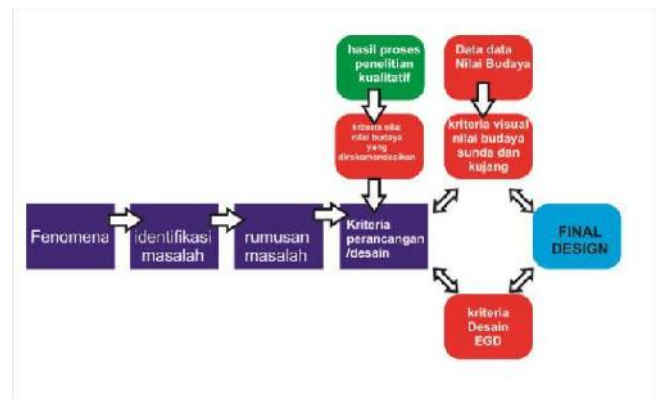 hasil proses
penelitian
kualitatif
Data data
Nilai Budaya
kriteria nilai
nilai budaya
yang
direkomendasikan
kriteria visual
nilai budaya
sunda dan
kujang
Fenomena
identifikasi
masalah
rumusan
masalah
Kriteria
perancangan
/desain
FINAL
DESIGN
kriteria
Desain
EGD